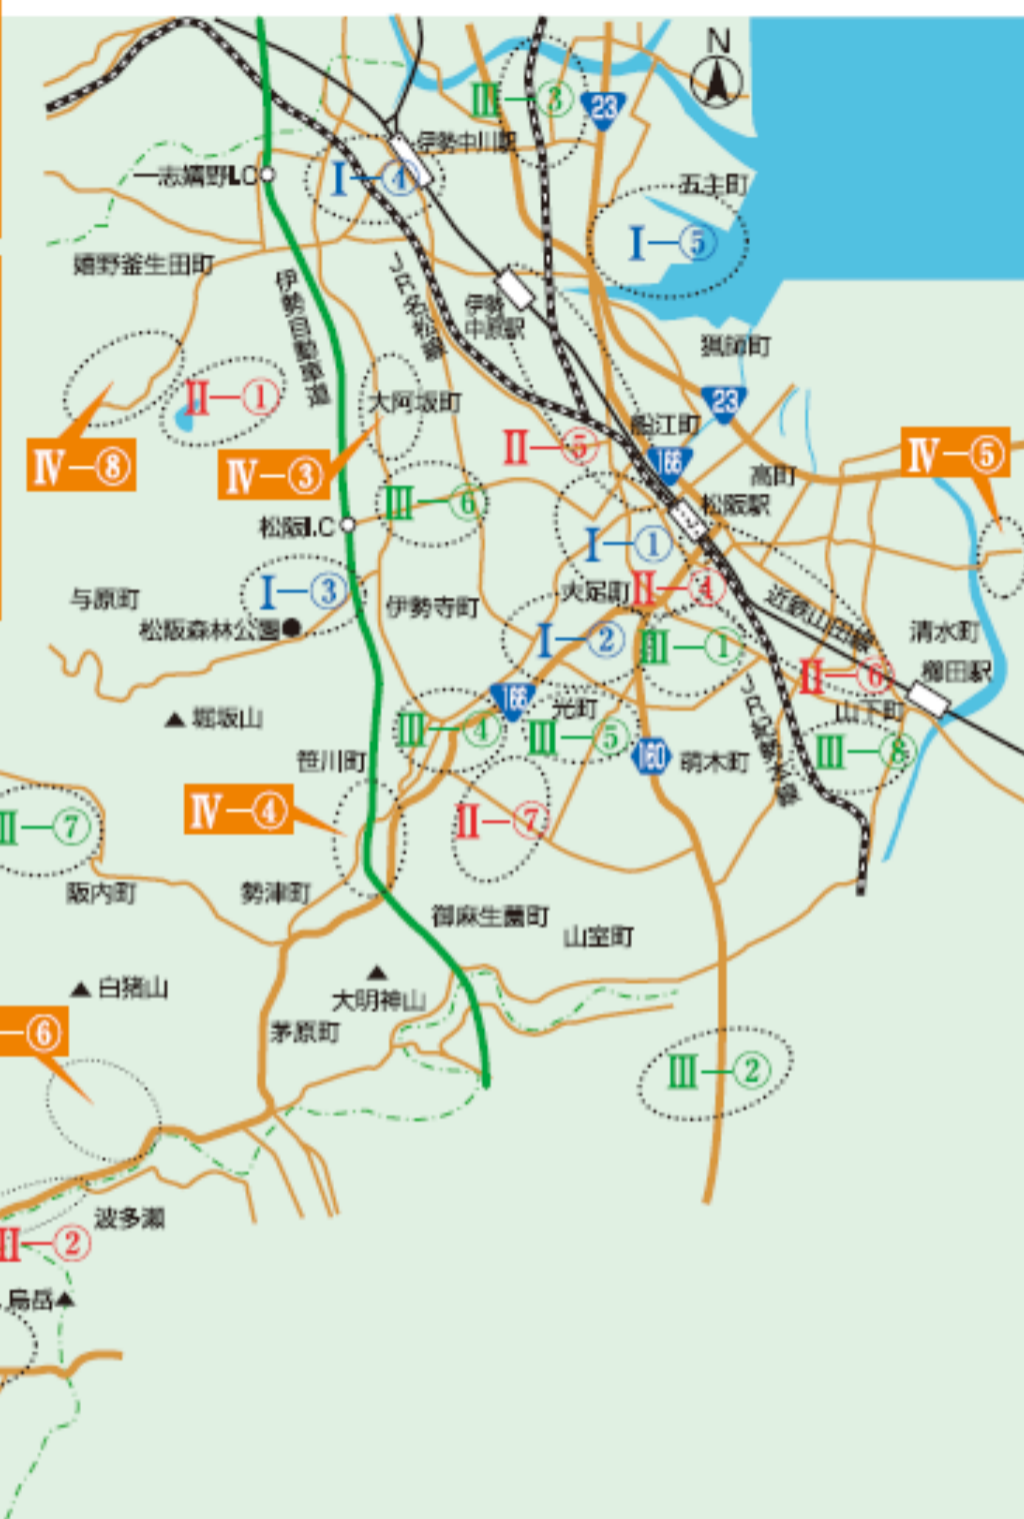 N
Ⅲ—③
23
伊勢中川駅
一志嬉野I.C
Ⅰ—④
五主町
Ⅰ—⑤
嬉野釜生田町
伊勢自動車道
JR名松線
伊勢
中原駅
猟師町
Ⅱ—①
大阿坂町
23
船江町
Ⅳ—⑧
Ⅳ—③
Ⅱ—⑤
166
Ⅳ—⑤
高町
Ⅲ—⑥
松阪駅
松阪I.C
Ⅰ—①
Ⅰ—③
与原町
伊勢寺町
大足町
Ⅱ—④
近鉄山田線
松阪森林公園
Ⅰ—②
Ⅲ—①
清水町
櫛田駅
Ⅱ—⑥
166
堀坂山
Ⅲ—④
光町
Ⅲ—⑤
山下町
JR紀勢本線
笹川町
160
萌木町
Ⅲ—⑧
Ⅳ—④
Ⅱ—⑦
Ⅱ—⑦
阪内町
勢津町
御麻生薗町
山室町
白猪山
大明神山
—⑥
茅原町
Ⅲ—②
波多瀬
Ⅱ—②
烏岳